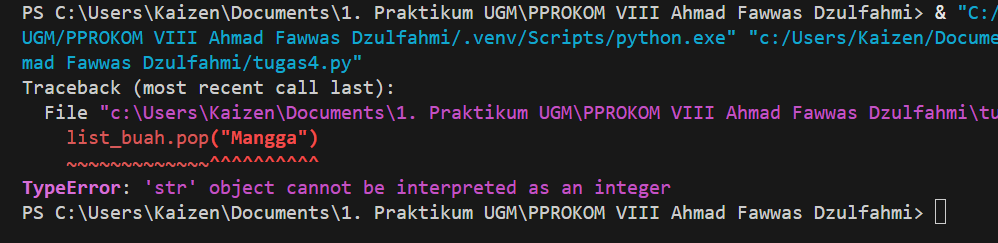 PS C:\Users\Kaizen\Documents\1. Praktikum UGM\PPROKOM VIII Ahmad Fawwas Dzulfahmi> & "C:/
UGM/PPROKOM VIII Ahmad Fawwas Dzulfahmi/.venv/Scripts/python.exe" "c:/Users/Kaizen/Docume
mad Fawwas Dzulfahmi/tugas4.py"
Traceback (most recent call last):
  File "c:\Users\Kaizen\Documents\1. Praktikum UGM\PPROKOM VIII Ahmad Fawwas Dzulfahmi\tu
    list_buah.pop("Mangga")
    ~~~~~~~~~~~~~^^^^^^^^^^
TypeError: 'str' object cannot be interpreted as an integer
PS C:\Users\Kaizen\Documents\1. Praktikum UGM\PPROKOM VIII Ahmad Fawwas Dzulfahmi>